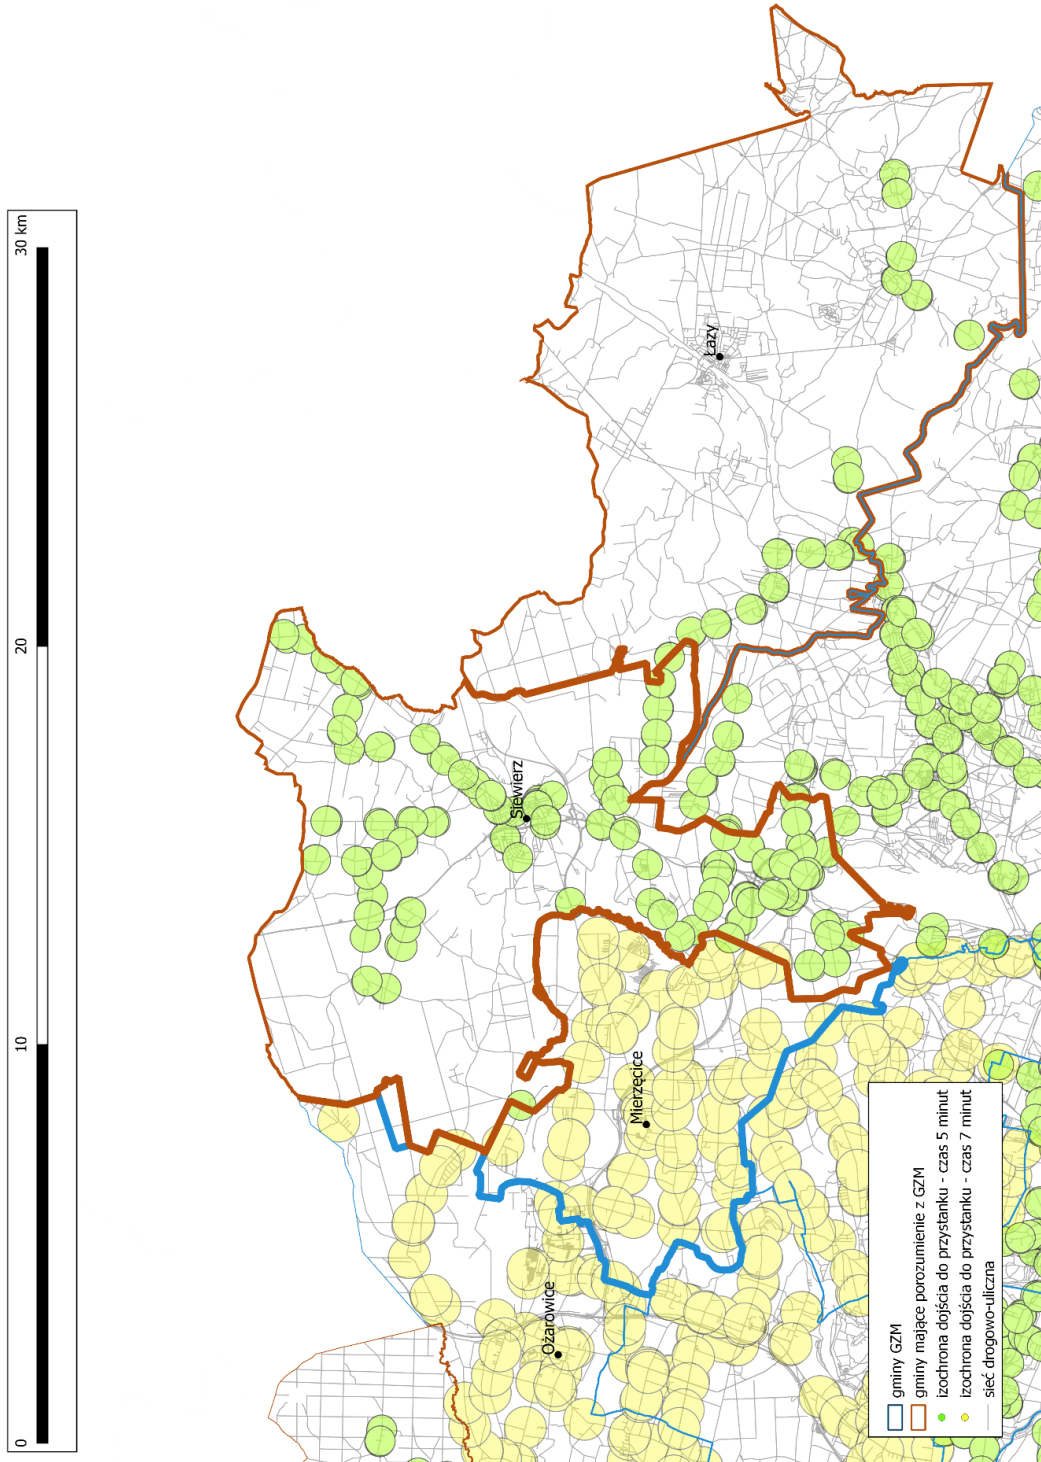 0
10
20
30 km
Łazy
Siewierz
Mierzęcice
Ożarowice
gminy GZM
gminy mające porozumienie z GZM
izochrona dojścia do przystanku - czas 5 minut
izochrona dojścia do przystanku - czas 7 minut
sieć drogowo-uliczna